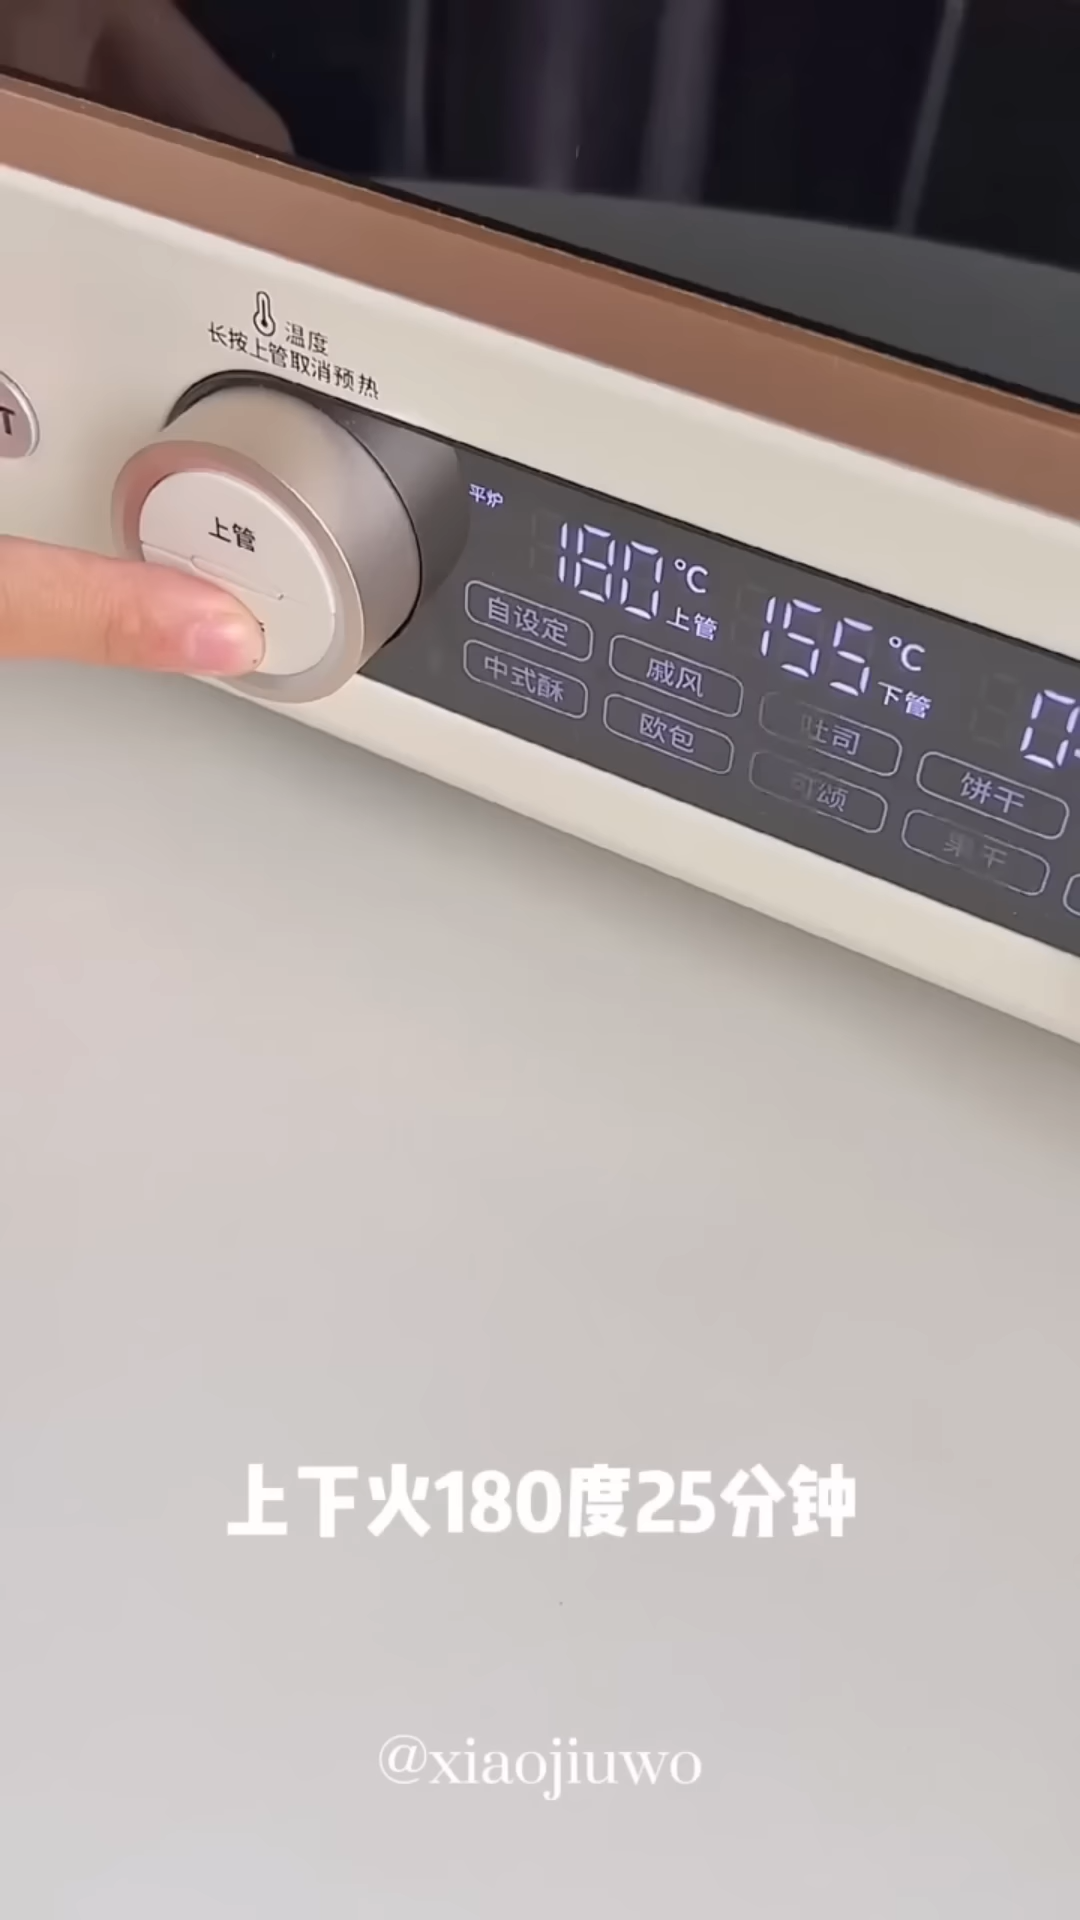 温度
长按上管取消预热
T
上管
平炉
180°C
上管
155°C
下管
自设定
戚风
吐司
饼干
中式酥
欧包
可颂
果干
上下火180度25分钟
@xiaojiuwo